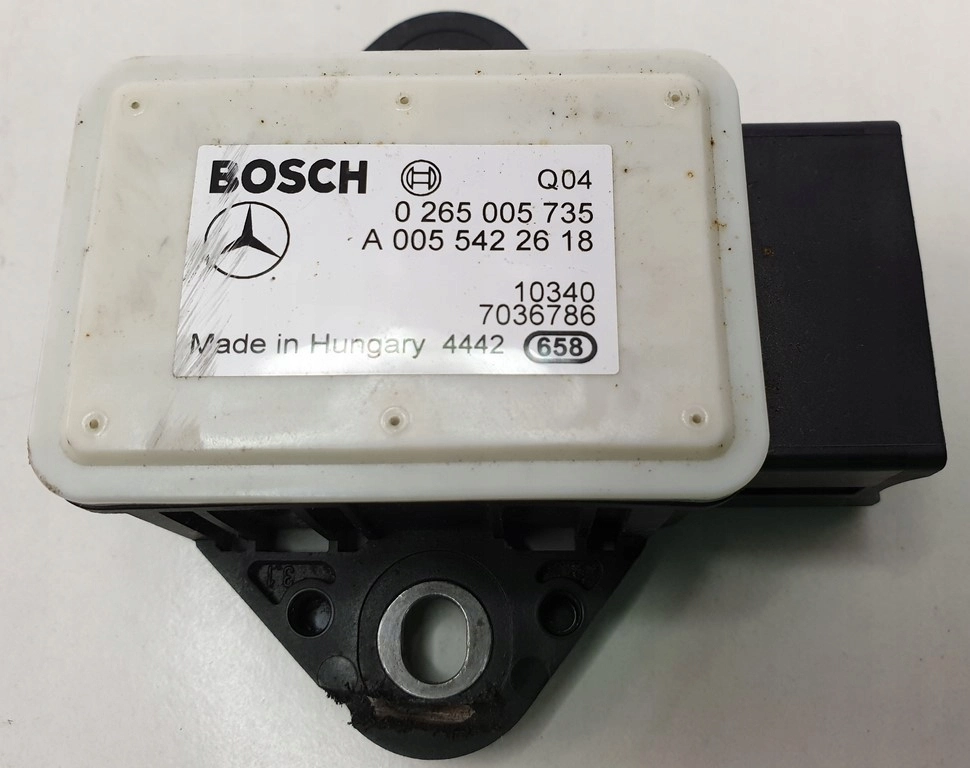 BOSCH Q04
0 265 005 735
A 005 542 26 18
10340
7036786
Made in Hungary 4442 658